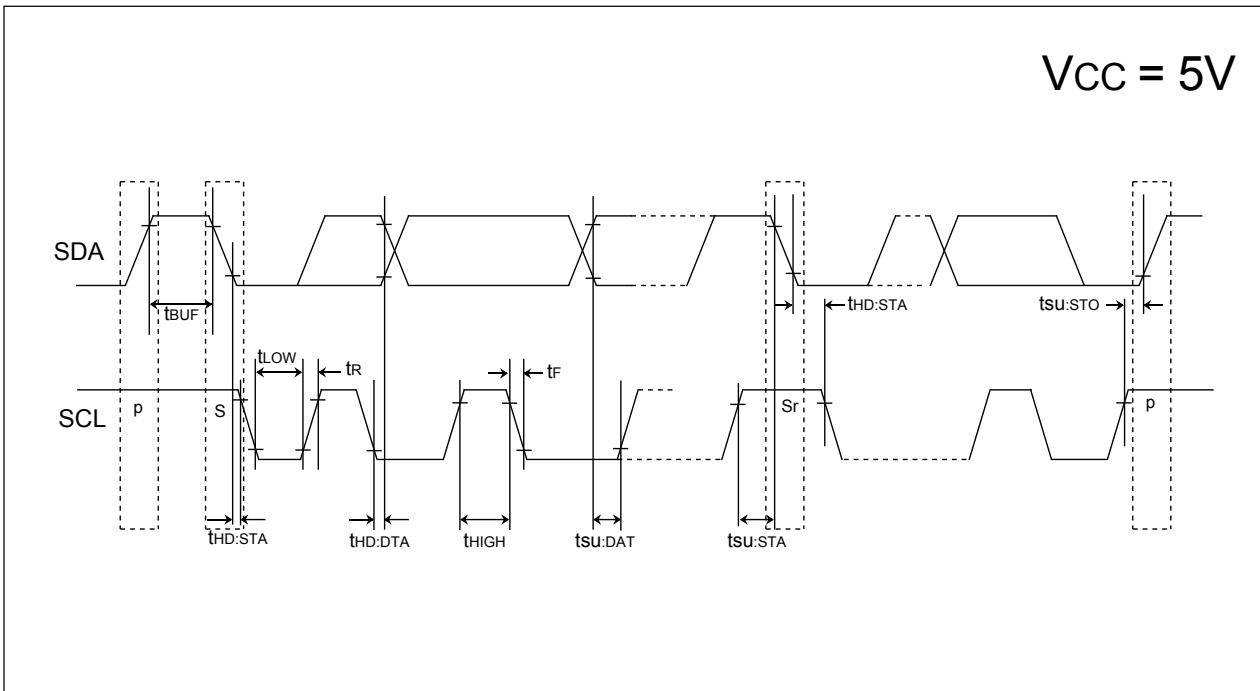 VCC = 5V
SDA
tBUF
tHD:STA
tsu:STO
tLOW
tR
tF
SCL
p
S
Sr
p
tHD:STA
tHD:DTA
tHIGH
tsu:DAT
tsu:STA